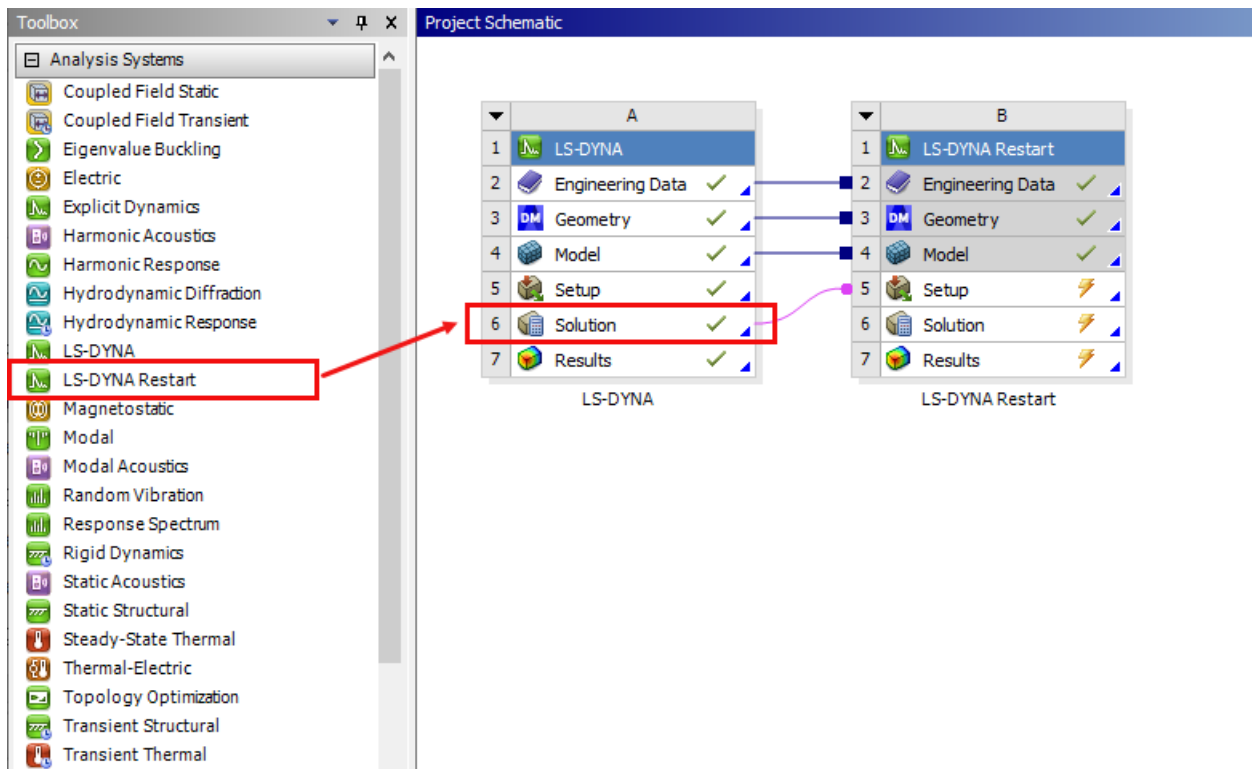 Toolbox
Analysis Systems
Coupled Field Static
Coupled Field Transient
Eigenvalue Buckling
Electric
Explicit Dynamics
Harmonic Acoustics
Harmonic Response
Hydrodynamic Diffraction
Hydrodynamic Response
LS-DYNA
LS-DYNA Restart
Magnetostatic
Modal
Modal Acoustics
Random Vibration
Response Spectrum
Rigid Dynamics
Static Acoustics
Static Structural
Steady-State Thermal
Thermal-Electric
Topology Optimization
Transient Structural
Transient Thermal
Project Schematic
A
1 LS-DYNA
2 Engineering Data
3 DM Geometry
4 Model
5 Setup
6 Solution
7 Results
LS-DYNA
B
1 LS-DYNA Restart
2 Engineering Data
3 DM Geometry
4 Model
5 Setup
6 Solution
7 Results
LS-DYNA Restart